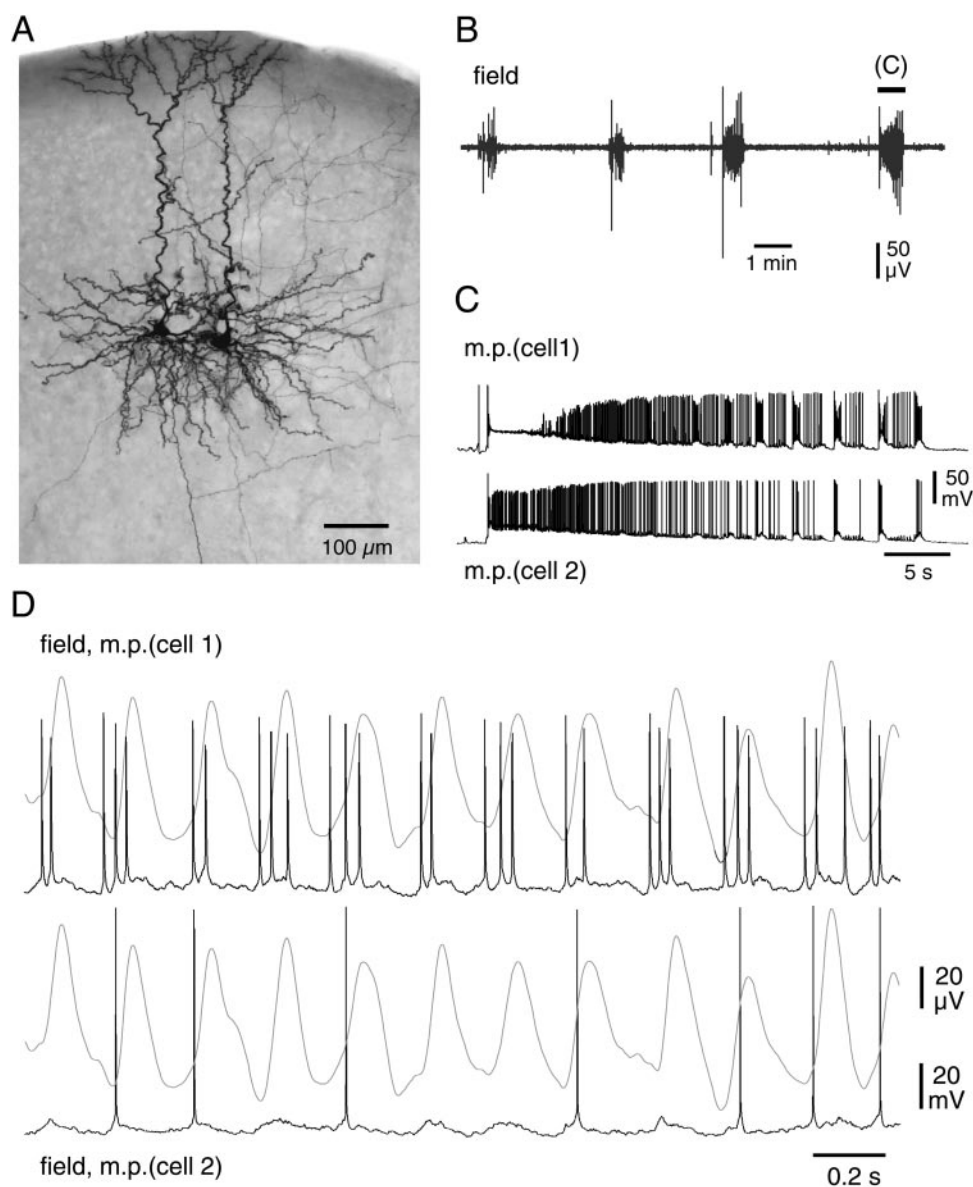 A
100 µm
B
field
(C)
1 min
50
µV
C
m.p.(cell1)
50
mV
m.p.(cell 2)
5 s
D
field, m.p.(cell 1)
20
µV
20
mV
field, m.p.(cell 2)
0.2 s